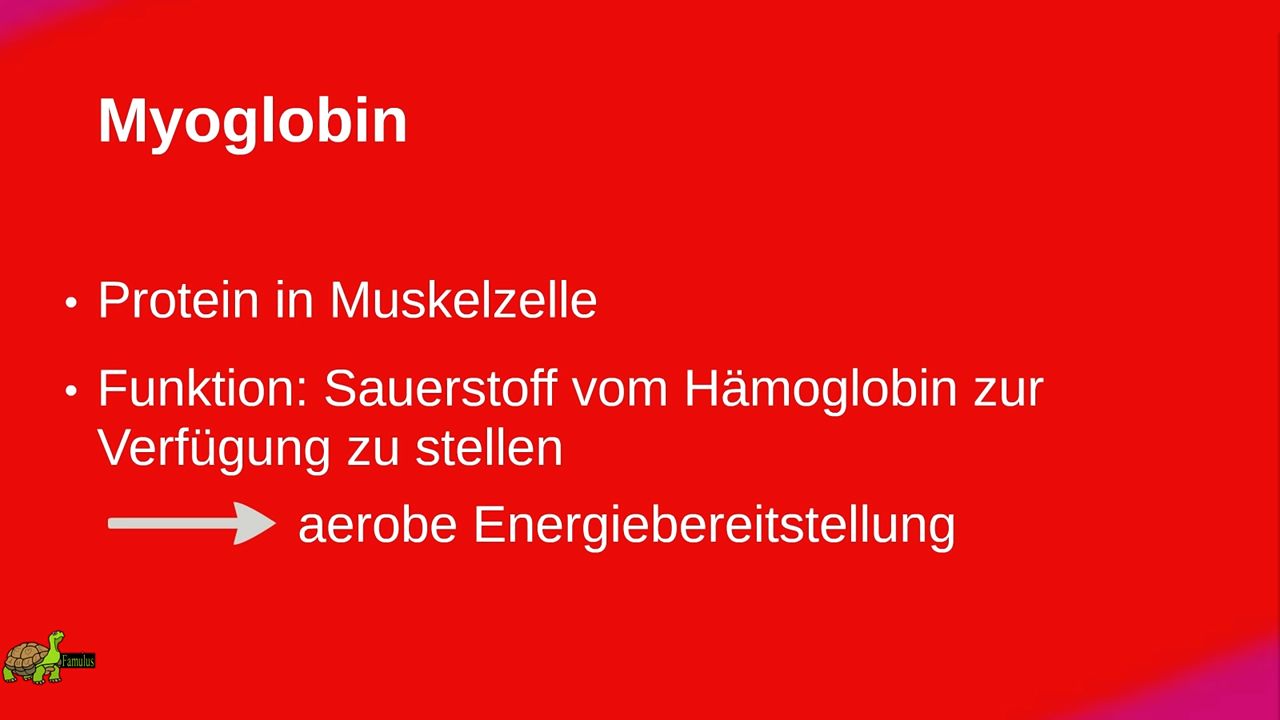 Myoglobin
• Protein in Muskelzelle
• Funktion: Sauerstoff vom Hämoglobin zur
Verfügung zu stellen
aerobe Energiebereitstellung
Famulus